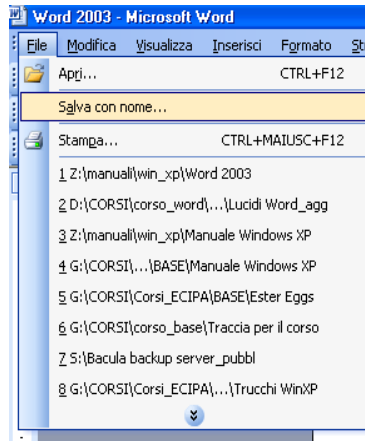 Word 2003 - Microsoft Word
File Modifica Visualizza Inserisci Formato St
Apri... CTRL+F12
Salva con nome...
Stampa... CTRL+MAIUSC+F12
1 Z:\manuali\win_xp\Word 2003
2 D:\CORSI\corso_word\...\Lucidi Word_agg
3 Z:\manuali\win_xp\Manuale Windows XP
4 G:\CORSI\...\BASE\Manuale Windows XP
5 G:\CORSI\Corsi_ECIPA\BASE\Ester Eggs
6 G:\CORSI\corso_base\Traccia per il corso
7 S:\Bacula backup server_pubbl
8 G:\CORSI\Corsi_ECIPA\...\Trucchi WinXP